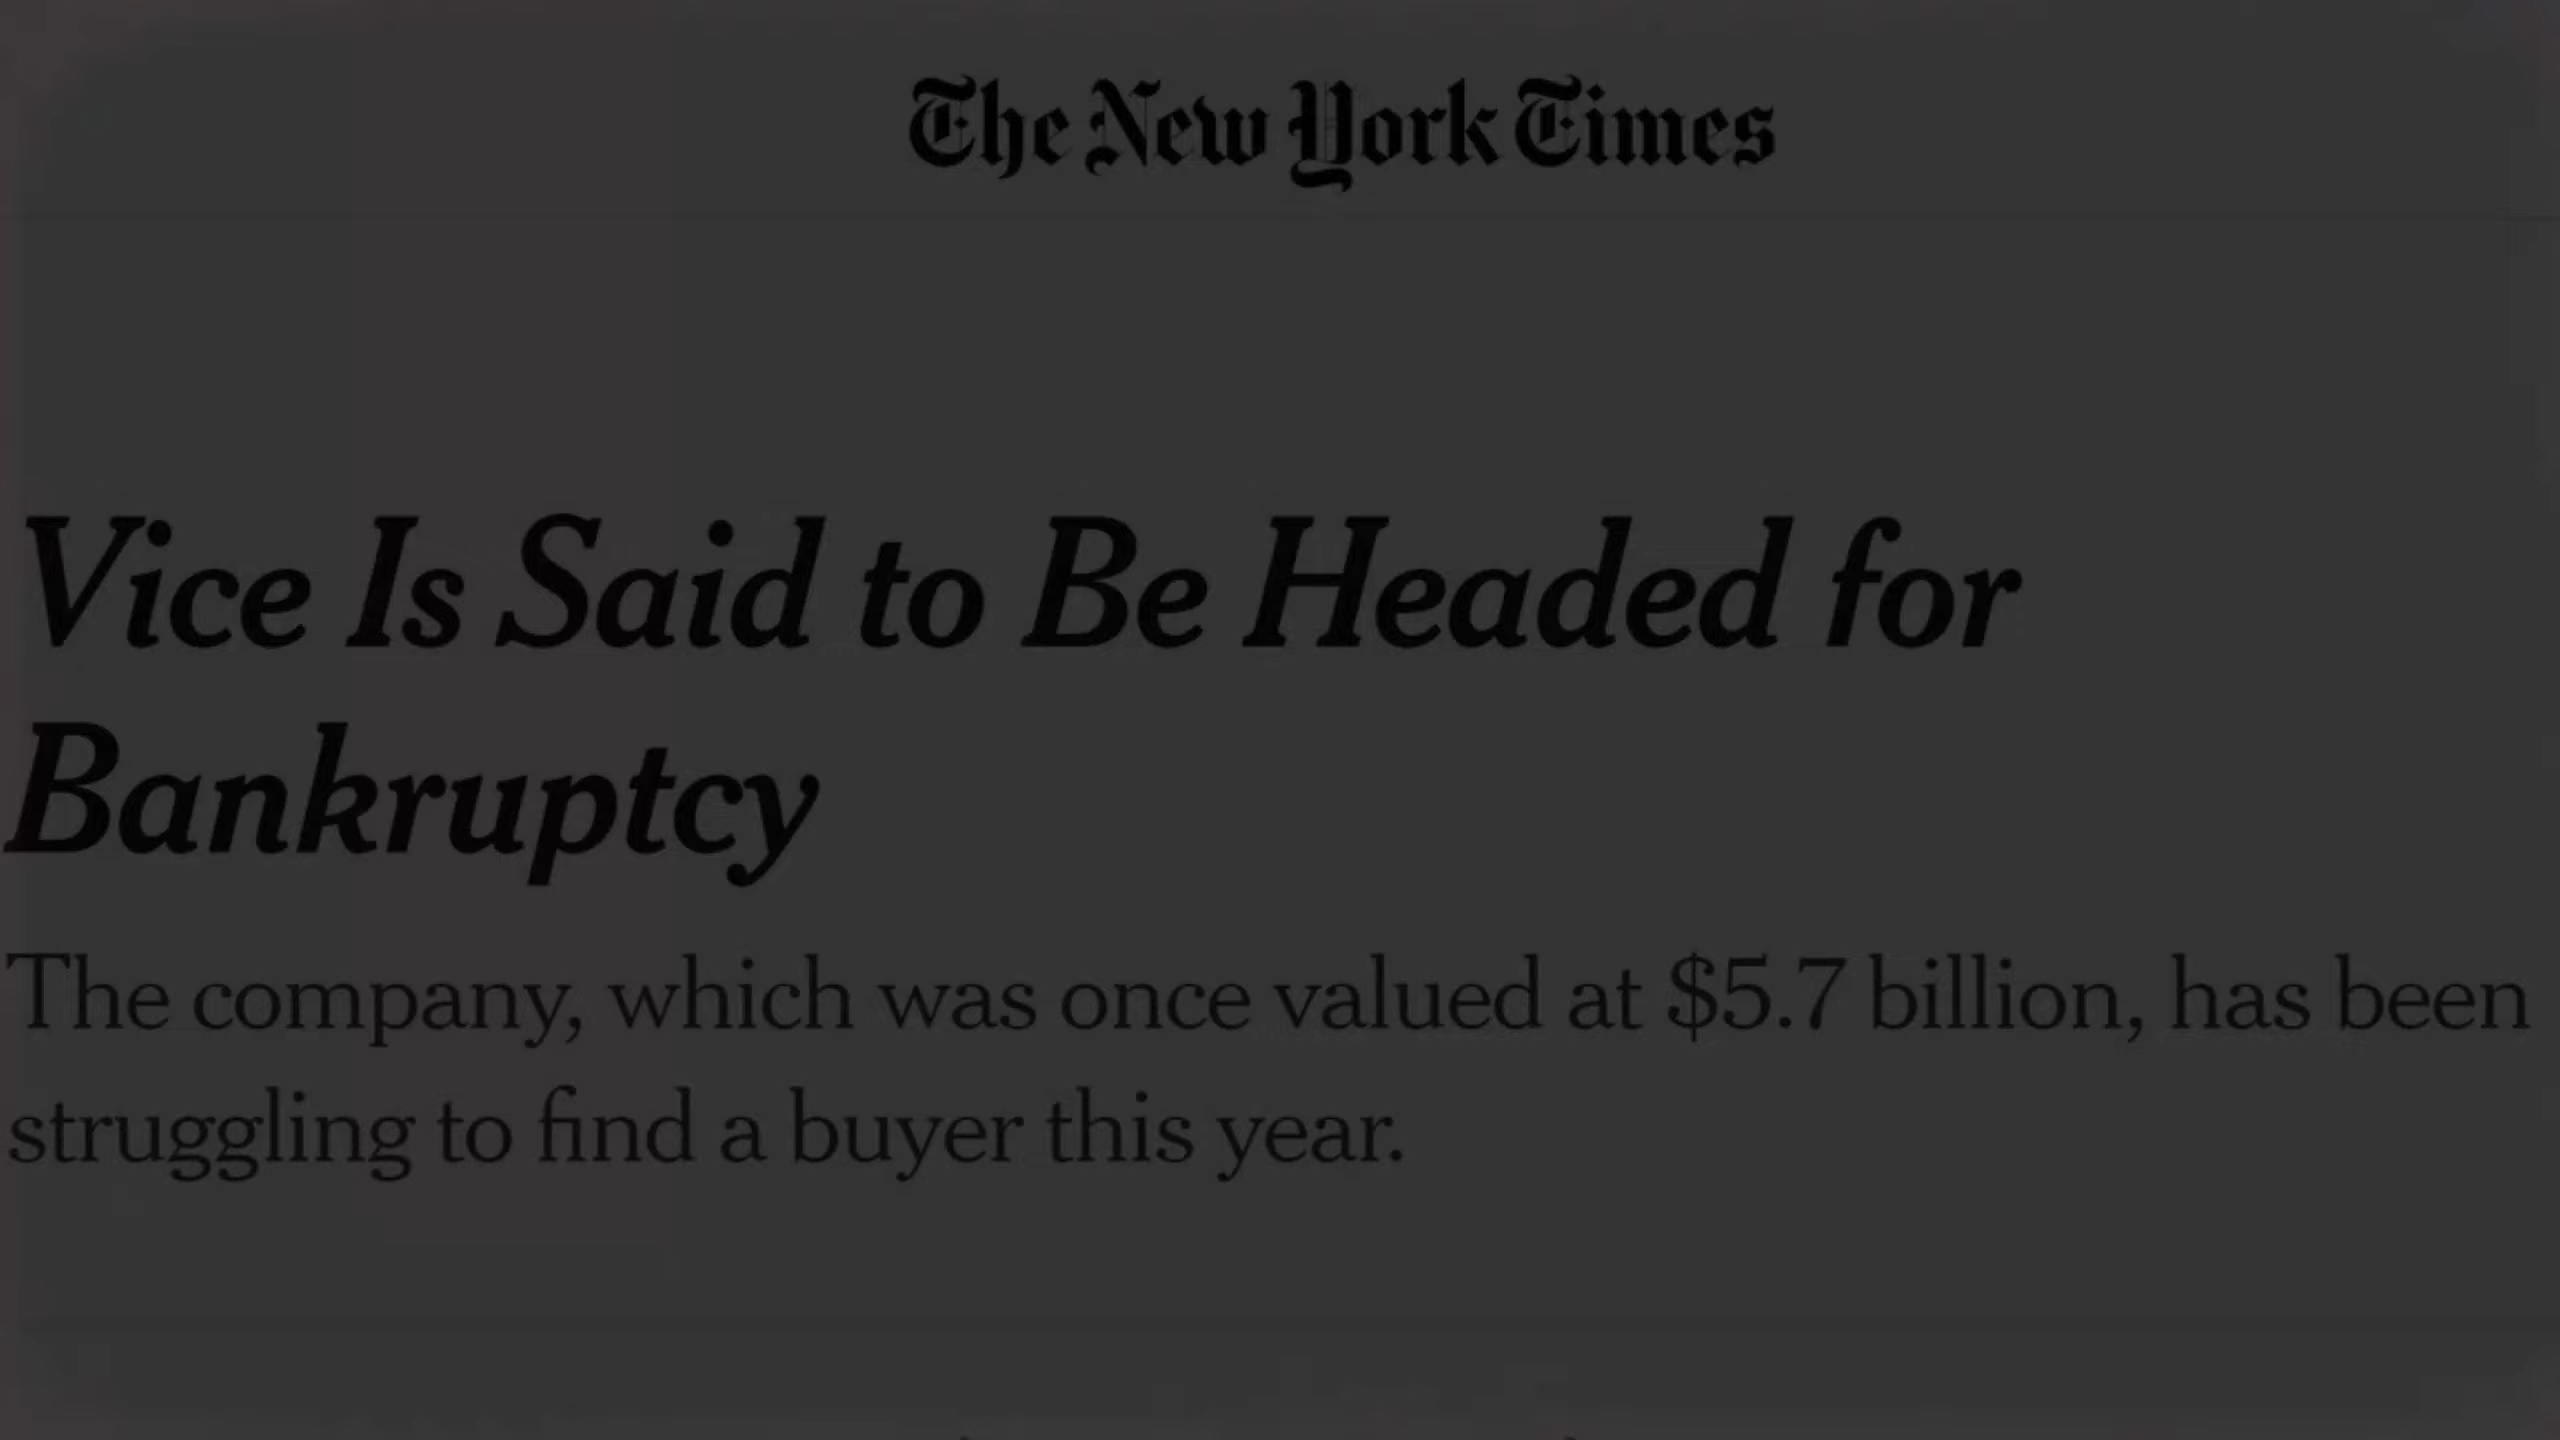 The New York Times
Vice Is Said to Be Headed for
Bankruptcy
The company, which was once valued at $5.7 billion, has been
struggling to find a buyer this year.